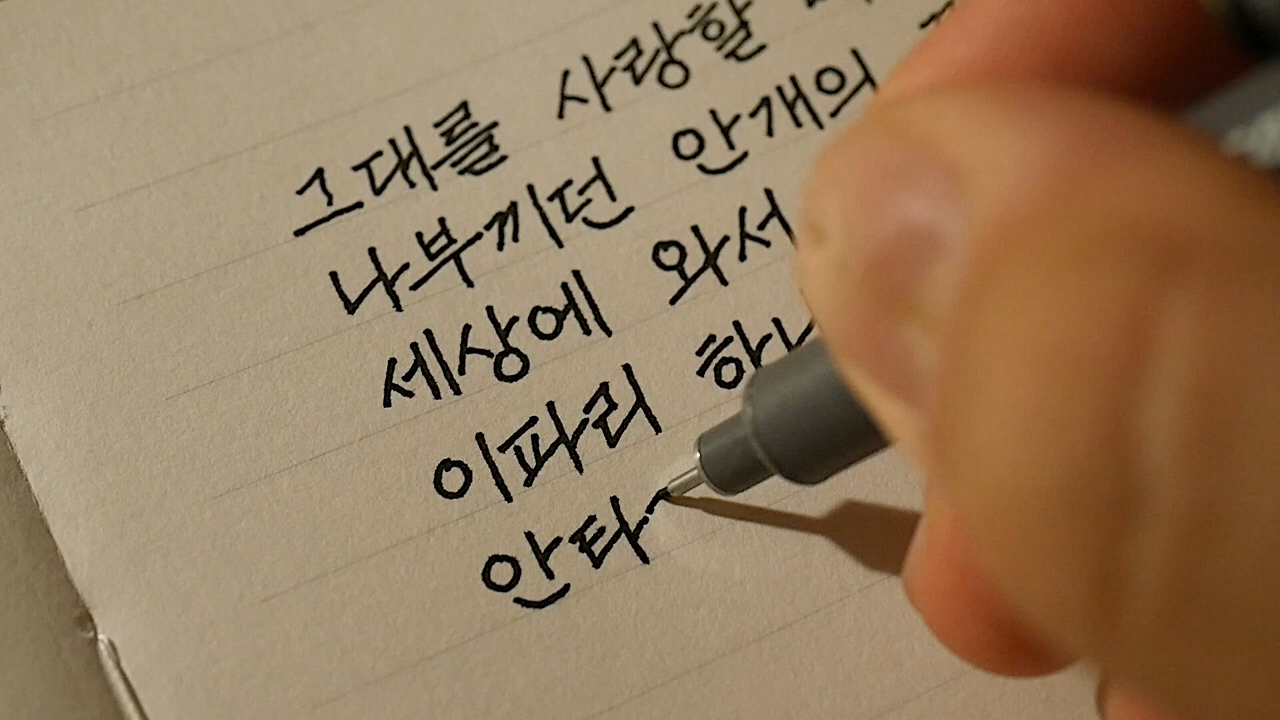 그대를 사랑할
나부끼던 안개의
세상에 와서
이파리
안타